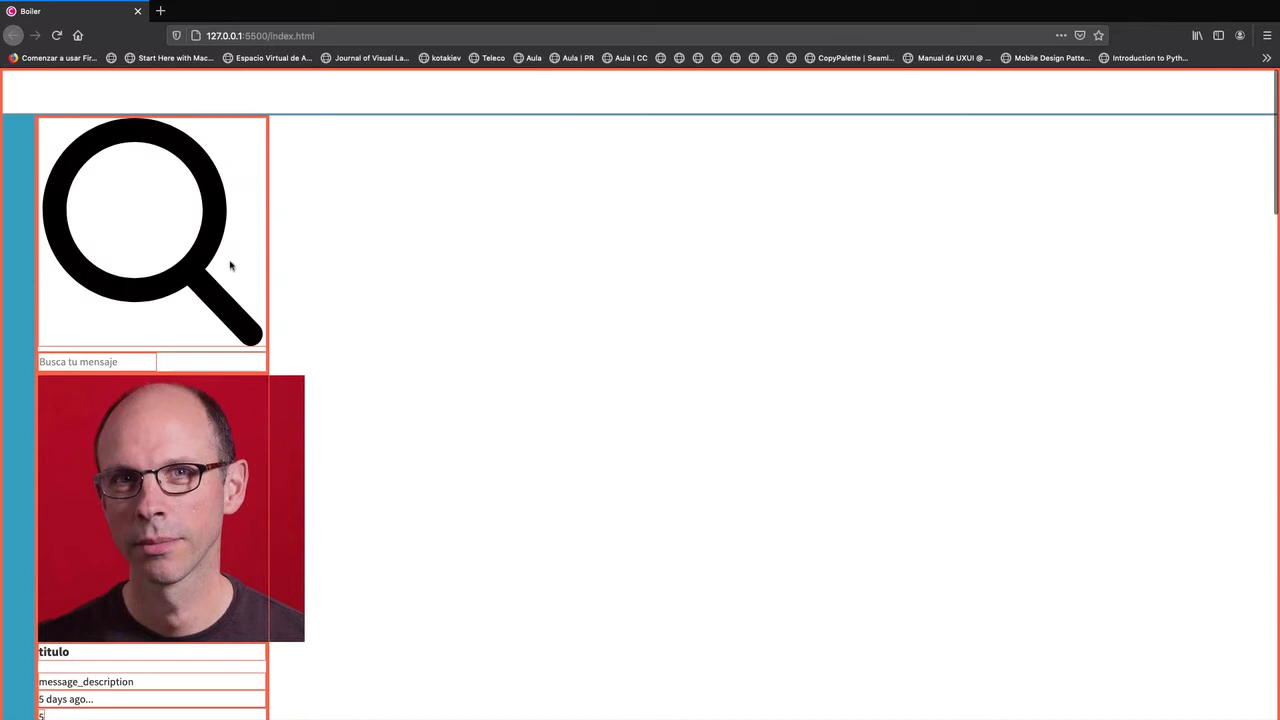 Boiler
127.0.0.1:5500/index.html
Comenzar a usar Fir... Start Here with Mac... Espacio Virtual de A... Journal of Visual La... kotakiev Teleco Aula Aula | PR Aula | CC CopyPalette | Seaml... Manual de UXUI @ ... Mobile Design Patte... Introduction to Pyth...
Busca tu mensaje
titulo
message_description
5 days ago...
5